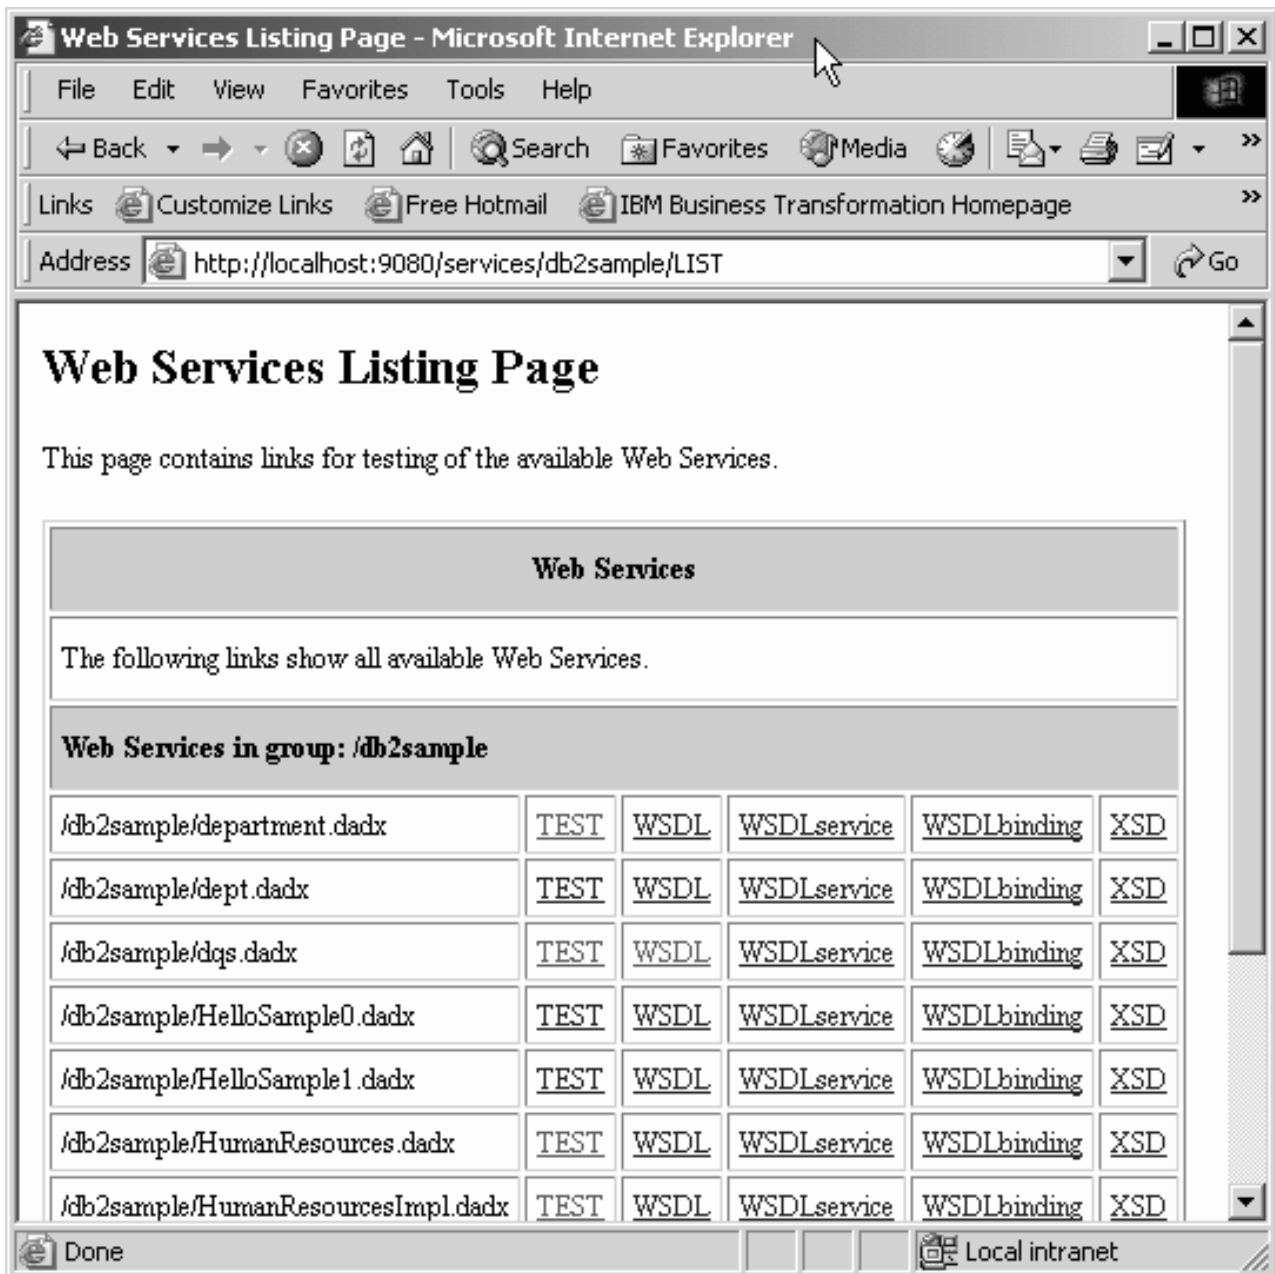 Web Services Listing Page - Microsoft Internet Explorer
File Edit View Favorites Tools Help
Back Search Favorites Media »
Links Customize Links Free Hotmail IBM Business Transformation Homepage »
Address http://localhost:9080/services/db2sample/LIST Go
Web Services Listing Page
This page contains links for testing of the available Web Services.
Web Services
The following links show all available Web Services.
Web Services in group: /db2sample
/db2sample/department.dadx TEST WSDL WSDLservice WSDLbinding XSD
/db2sample/dept.dadx TEST WSDL WSDLservice WSDLbinding XSD
/db2sample/dqs.dadx TEST WSDL WSDLservice WSDLbinding XSD
/db2sample/HelloSample0.dadx TEST WSDL WSDLservice WSDLbinding XSD
/db2sample/HelloSample1.dadx TEST WSDL WSDLservice WSDLbinding XSD
/db2sample/HumanResources.dadx TEST WSDL WSDLservice WSDLbinding XSD
/db2sample/HumanResourcesImpl.dadx TEST WSDL WSDLservice WSDLbinding XSD
Done Local intranet